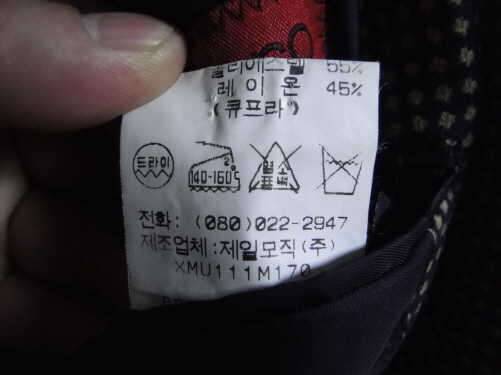 폴리에스텔 55%
레이온 45%
(큐프라)
드라이 140-160℃ 염소표백
전화: (080)022-2947
제조업체:제일모직(주)
XMU111M170